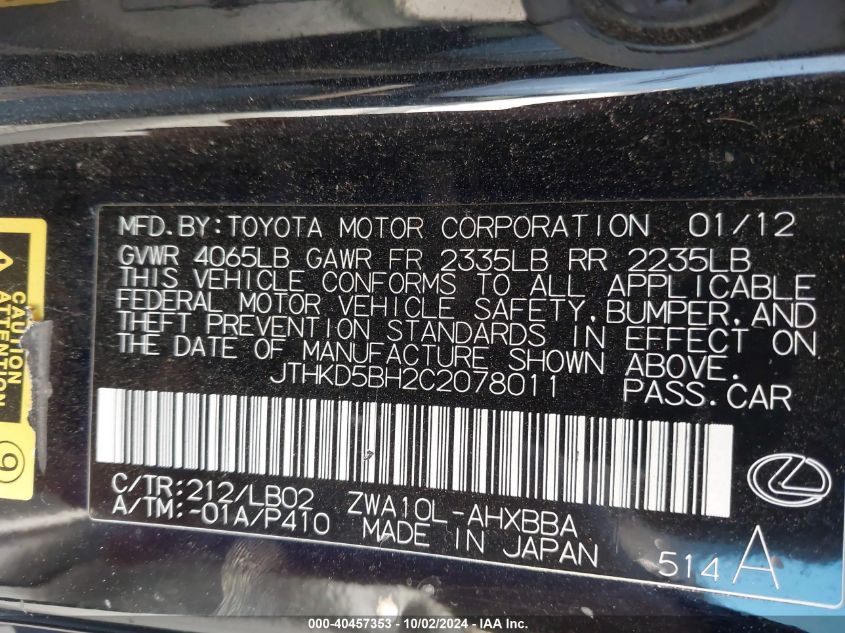 MFD.BY:TOYOTA MOTOR CORPORATION 01/12
GVWR 4065LB GAWR FR 2335LB RR 2235LB
THIS VEHICLE CONFORMS TO ALL APPLICABLE
FEDERAL MOTOR VEHICLE SAFETY,BUMPER,AND
THEFT PREVENTION STANDARDS IN EFFECT ON
THE DATE OF MANUFACTURE SHOWN ABOVE.
JTHKD5BH2C2078011 PASS.CAR
C/TR:212/LB02 ZWA10L-AHXBBA
A/TM:-01A/P410 MADE IN JAPAN
514 A
CAUTION
ATTENTION
9
000-40457353 - 10/02/2024 - IAAI, Inc.